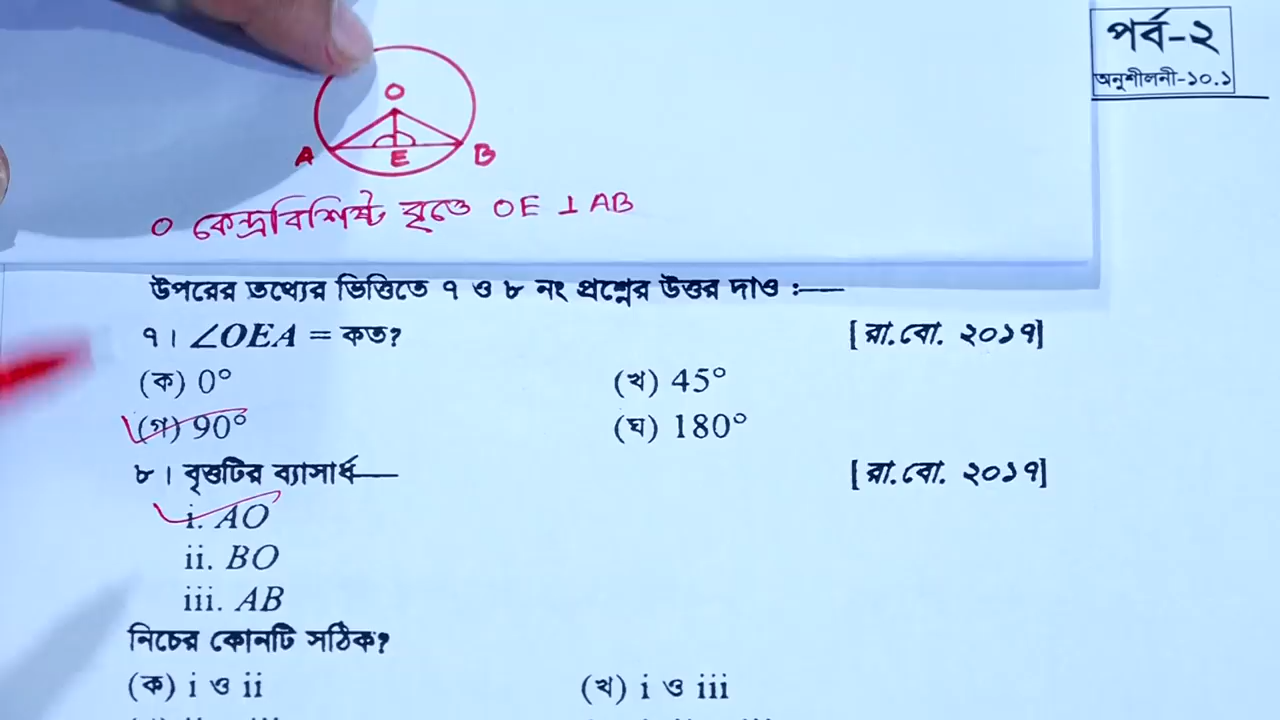 পর্ব-২
অনুশীলনী-১০.১
O
A E B
O কেন্দ্রবিশিষ্ট বৃত্তে OE ⊥ AB
উপরের তথ্যের ভিত্তিতে ৭ ও ৮ নং প্রশ্নের উত্তর দাও :—
৭। ∠OEA = কত? [রা.বো. ২০১৭]
(ক) 0° (খ) 45°
(গ) 90° (ঘ) 180°
৮। বৃত্তটির ব্যাসার্ধ— [রা.বো. ২০১৭]
i. AO
ii. BO
iii. AB
নিচের কোনটি সঠিক?
(ক) i ও ii (খ) i ও iii